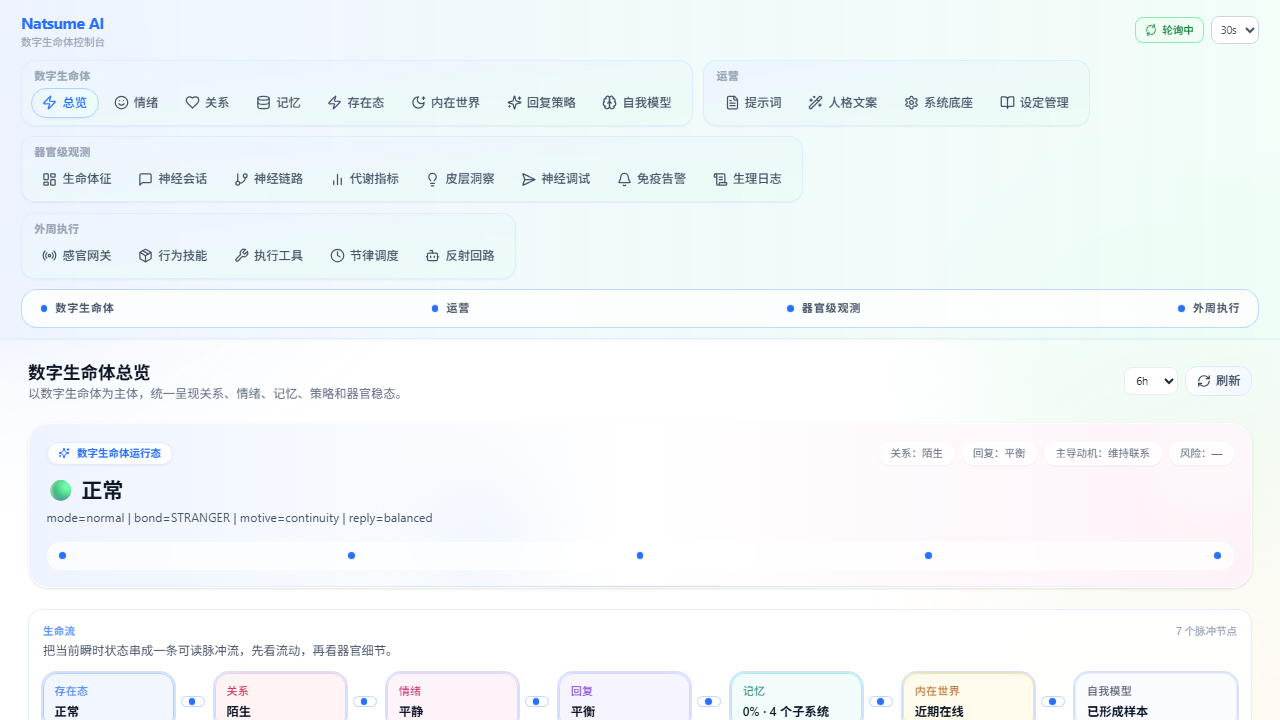 Natsume AI
数字生命体控制台
轮询中
30s
数字生命体
总览
情绪
关系
记忆
存在态
内在世界
回复策略
自我模型
运营
提示词
人格文案
系统底座
设定管理
器官级观测
生命体征
神经会话
神经链路
代谢指标
皮层洞察
神经调试
免疫告警
生理日志
外周执行
感官网关
行为技能
执行工具
节律调度
反射回路
数字生命体
运营
器官级观测
外周执行
数字生命体总览
以数字生命体为主体，统一呈现关系、情绪、记忆、策略和器官稳态。
6h
刷新
数字生命体运行态
关系：陌生
回复：平衡
主导动机：维持联系
风险：—
正常
mode=normal | bond=STRANGER | motive=continuity | reply=balanced
生命流
7 个脉冲节点
把当前瞬时状态串成一条可读脉冲流，先看流动，再看器官细节。
存在态
正常
关系
陌生
情绪
平静
回复
平衡
记忆
0% · 4 个子系统
内在世界
近期在线
自我模型
已形成样本